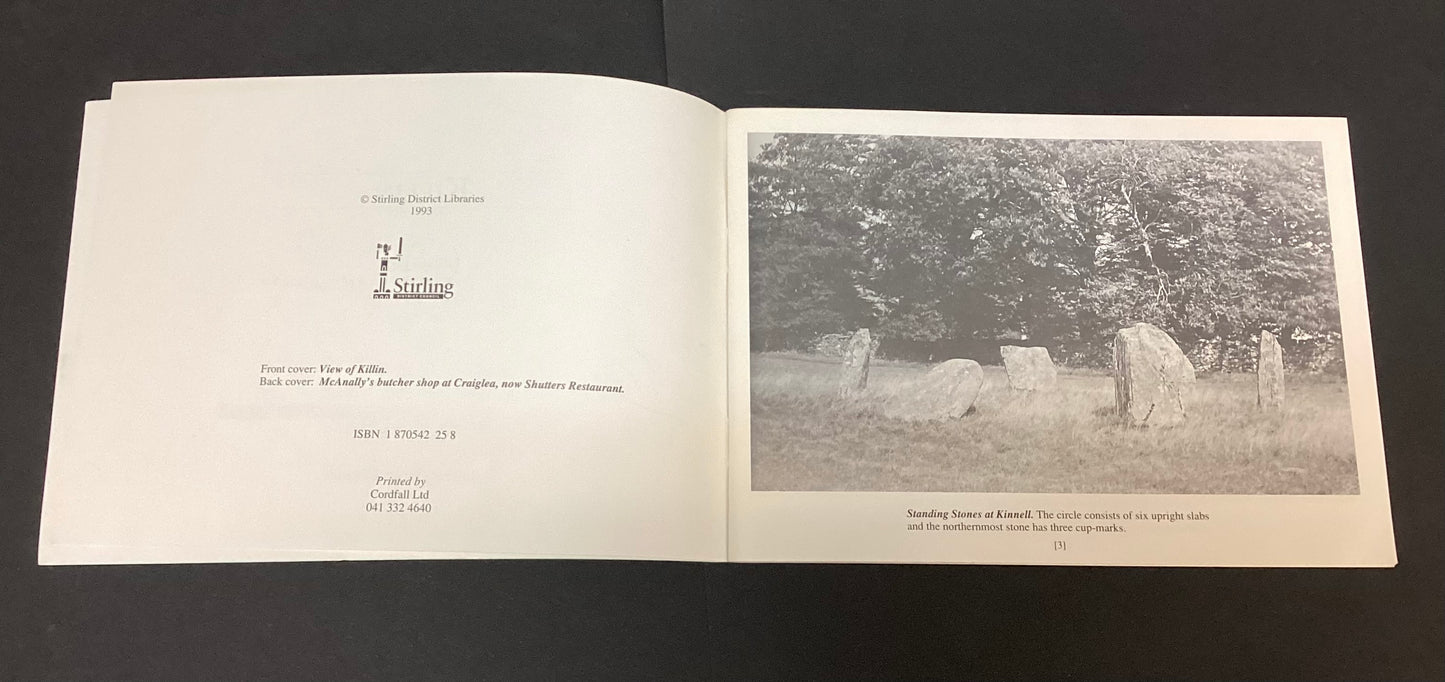 © Stirling District Libraries
1993
Stirling
DISTRICT COUNCIL
Front cover: View of Killin.
Back cover: McAnally's butcher shop at Craiglea, now Shutters Restaurant.
ISBN 1 870542 25 8
Printed by
Cordfall Ltd
041 332 4640
Standing Stones at Kinnell. The circle consists of six upright slabs
and the northernmost stone has three cup-marks.
[3]